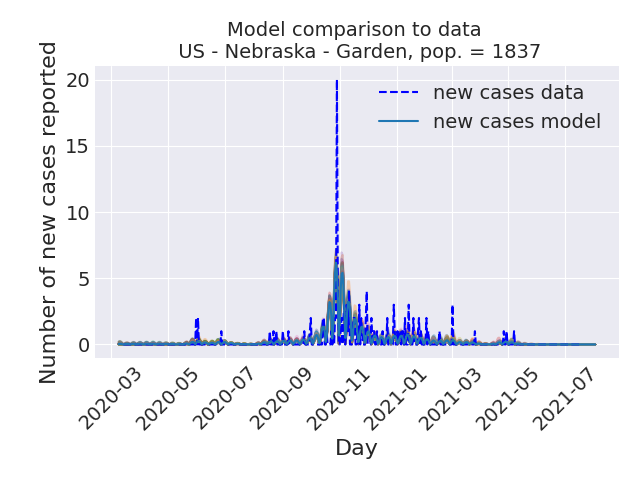 Model comparison to data
US - Nebraska - Garden, pop. = 1837
Number of new cases reported
20
15
10
5
0
new cases data
new cases model
2020-03
2020-05
2020-07
2020-09
2020-11
2021-01
2021-03
2021-05
2021-07
Day